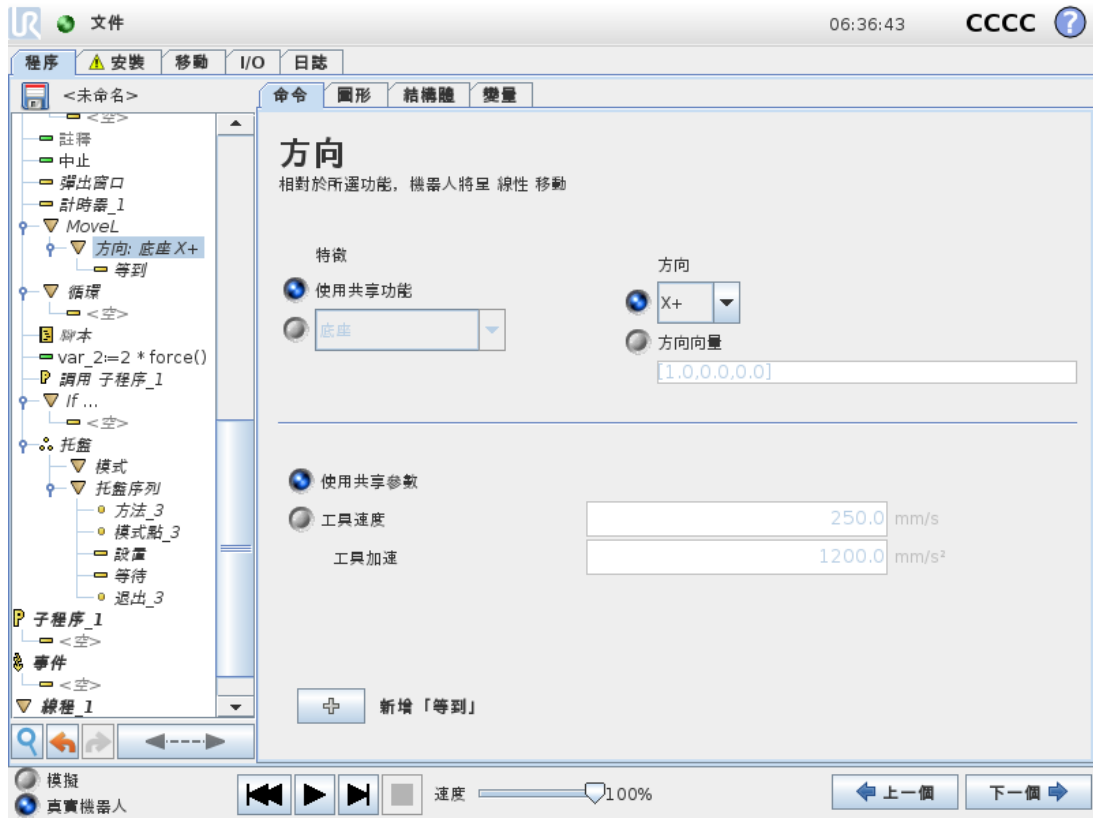 UR 文件 06:36:43 CCCC ?
程序 安裝 移動 I/O 日誌
<未命名>
命令 圖形 結構體 變量
<空>
註釋
中止
彈出窗口
計時器_1
MoveL
方向: 底座 X+
等到
循環
<空>
腳本
var_2:=2 * force()
調用 子程序_1
If ...
<空>
托盤
模式
托盤序列
方法_3
模式點_3
設置
等待
退出_3
子程序_1
<空>
事件
<空>
線程_1
方向
相對於所選功能，機器人將呈 線性 移動
特徵
使用共享功能
底座
方向
X+
方向向量
[1.0,0.0,0.0]
使用共享參數
工具速度 250.0 mm/s
工具加速 1200.0 mm/s²
新增「等到」
模擬
真實機器人
速度 100%
上一個 下一個